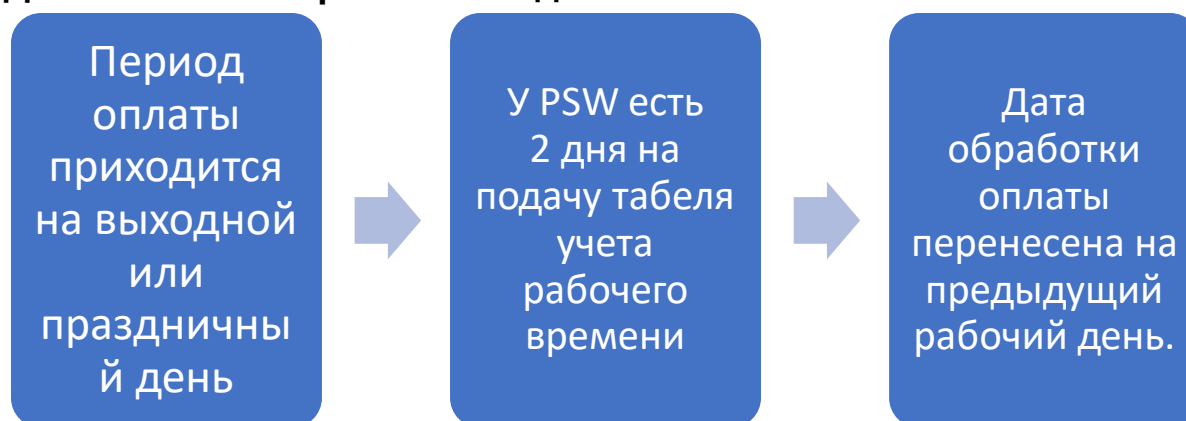 Период
оплаты
приходится
на выходной
или
праздничны
й день
У PSW есть
2 дня на
подачу табеля
учета
рабочего
времени
Дата
обработки
оплаты
перенесена на
предыдущий
рабочий день.